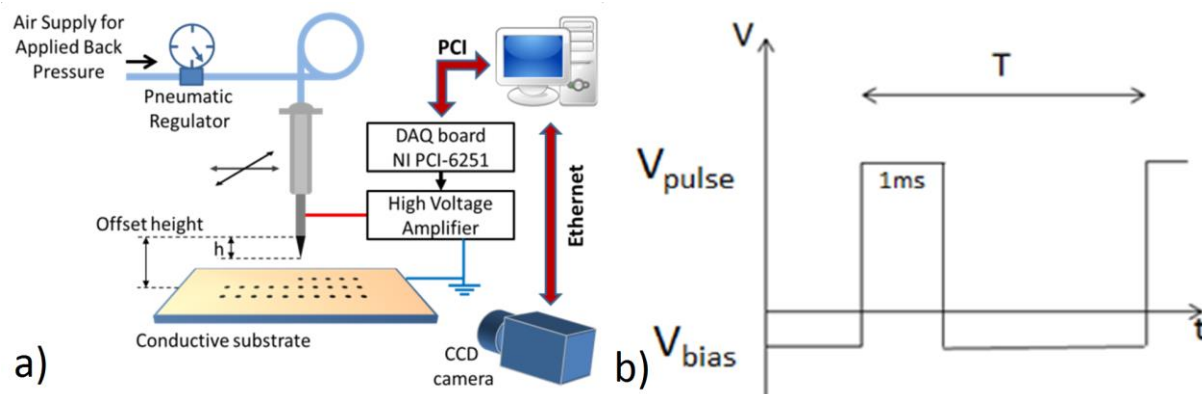 Air Supply for
Applied Back
Pressure
Pneumatic
Regulator
PCI
DAQ board
NI PCI-6251
High Voltage
Amplifier
Ethernet
Offset height
h
Conductive substrate
CCD
camera
a)
V
T
V_pulse
1ms
V_bias
t
b)